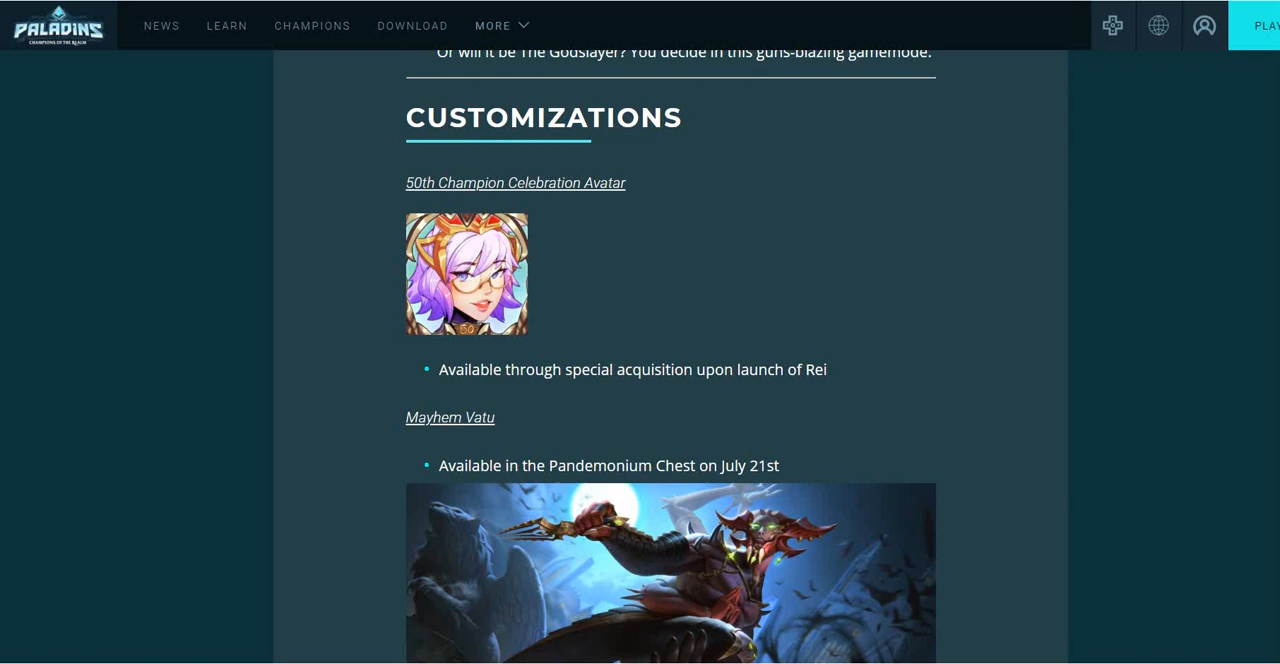 PALADINS
CHAMPIONS OF THE REALM
NEWS
LEARN
CHAMPIONS
DOWNLOAD
MORE
PLAY
Or will it be The Godslayer? You decide in this guns-blazing gamemode.
CUSTOMIZATIONS
50th Champion Celebration Avatar
50
Available through special acquisition upon launch of Rei
Mayhem Vatu
Available in the Pandemonium Chest on July 21st